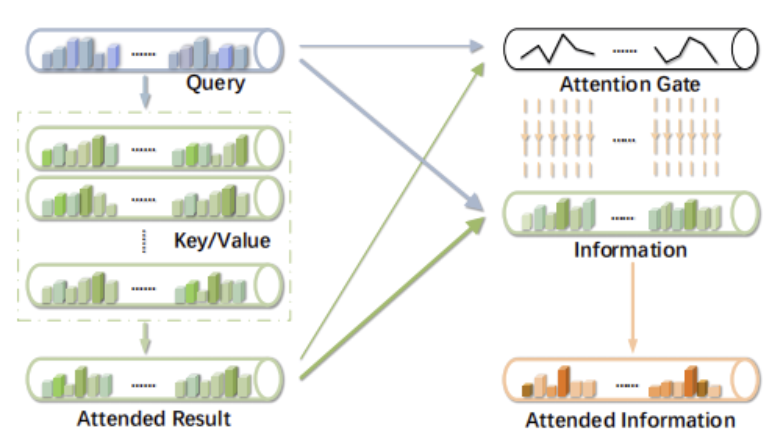 Query
Attention Gate
Key/Value
Information
Attended Result
Attended Information